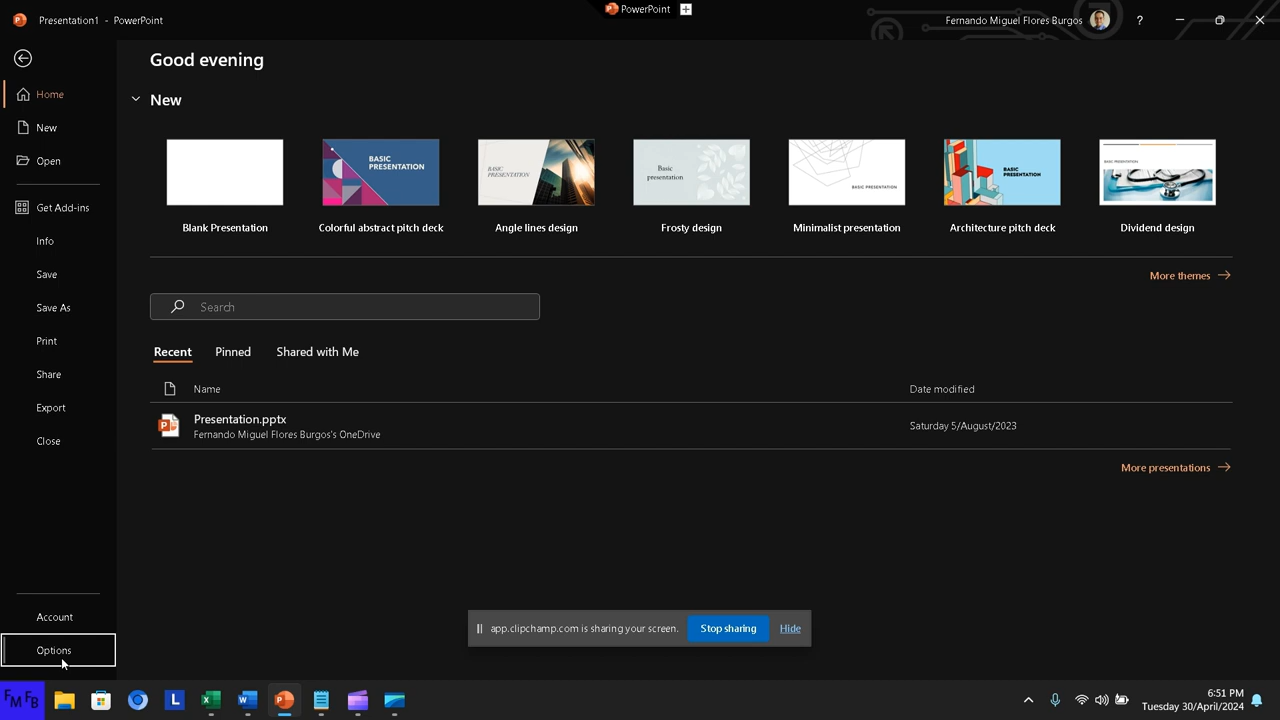 Presentation1 - PowerPoint
PowerPoint
Fernando Miguel Flores Burgos
?
Good evening
Home
New
New
Open
BASIC PRESENTATION
BASIC PRESENTATION
Basic presentation
BASIC PRESENTATION
BASIC PRESENTATION
BASIC PRESENTATION
Get Add-ins
Blank Presentation
Colorful abstract pitch deck
Angle lines design
Frosty design
Minimalist presentation
Architecture pitch deck
Dividend design
Info
Save
More themes
Save As
Search
Print
Recent Pinned Shared with Me
Share
Name
Date modified
Export
Presentation.pptx
Fernando Miguel Flores Burgos's OneDrive
Saturday 5/August/2023
Close
More presentations
Account
app.clipchamp.com is sharing your screen.
Stop sharing
Hide
Options
FM FB
L
6:51 PM
Tuesday 30/April/2024